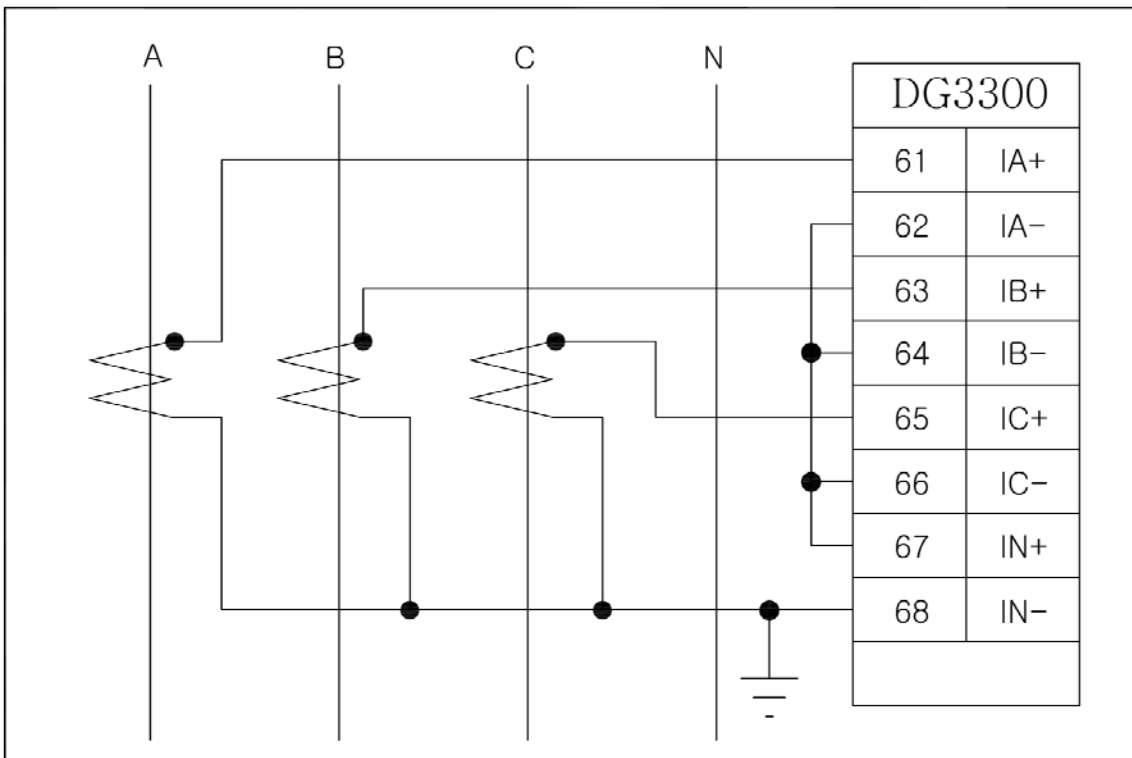 A B C N
DG3300
61 IA+
62 IA-
63 IB+
64 IB-
65 IC+
66 IC-
67 IN+
68 IN-